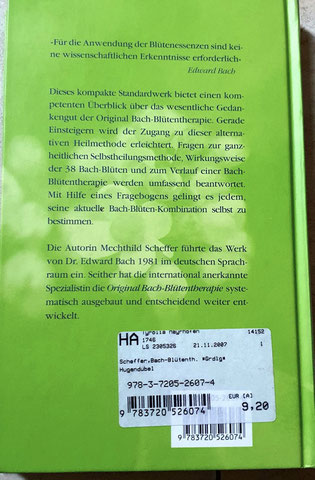 »Für die Anwendung der Blütenessenzen sind kei-
ne wissenschaftlichen Erkenntnisse erforderlich«
Edward Bach
Dieses kompakte Standardwerk bietet einen kom-
petenten Überblick über das wesentliche Gedan-
kengut der Original Bach-Blütentherapie. Gerade
Einsteigern wird der Zugang zu dieser alterna-
tiven Heilmethode erleichtert. Fragen zur ganz-
heitlichen Selbstheilungsmethode, Wirkungsweise
der 38 Bach-Blüten und zum Verlauf einer Bach-
Blütentherapie werden umfassend beantwortet.
Mit Hilfe eines Fragebogens gelingt es jedem,
seine aktuelle Bach-Blüten-Kombination selbst zu
bestimmen.
Die Autorin Mechthild Scheffer führte das Werk
von Dr. Edward Bach 1981 im deutschen Sprach-
raum ein. Seither hat die international anerkannte
Spezialistin die Original Bach-Blütentherapie syste-
matisch ausgebaut und entscheidend weiter ent-
wickelt.
HA Tyrolia Mayrhofen 14152
1746
LS 2305326 21.11.2007 1
Scheffer,Bach-Blütenth. *Grdlg*
Hugendubel
978-3-7205-2607-4
EUR (A)
9,20
9 783720 526074
9 783720 526074